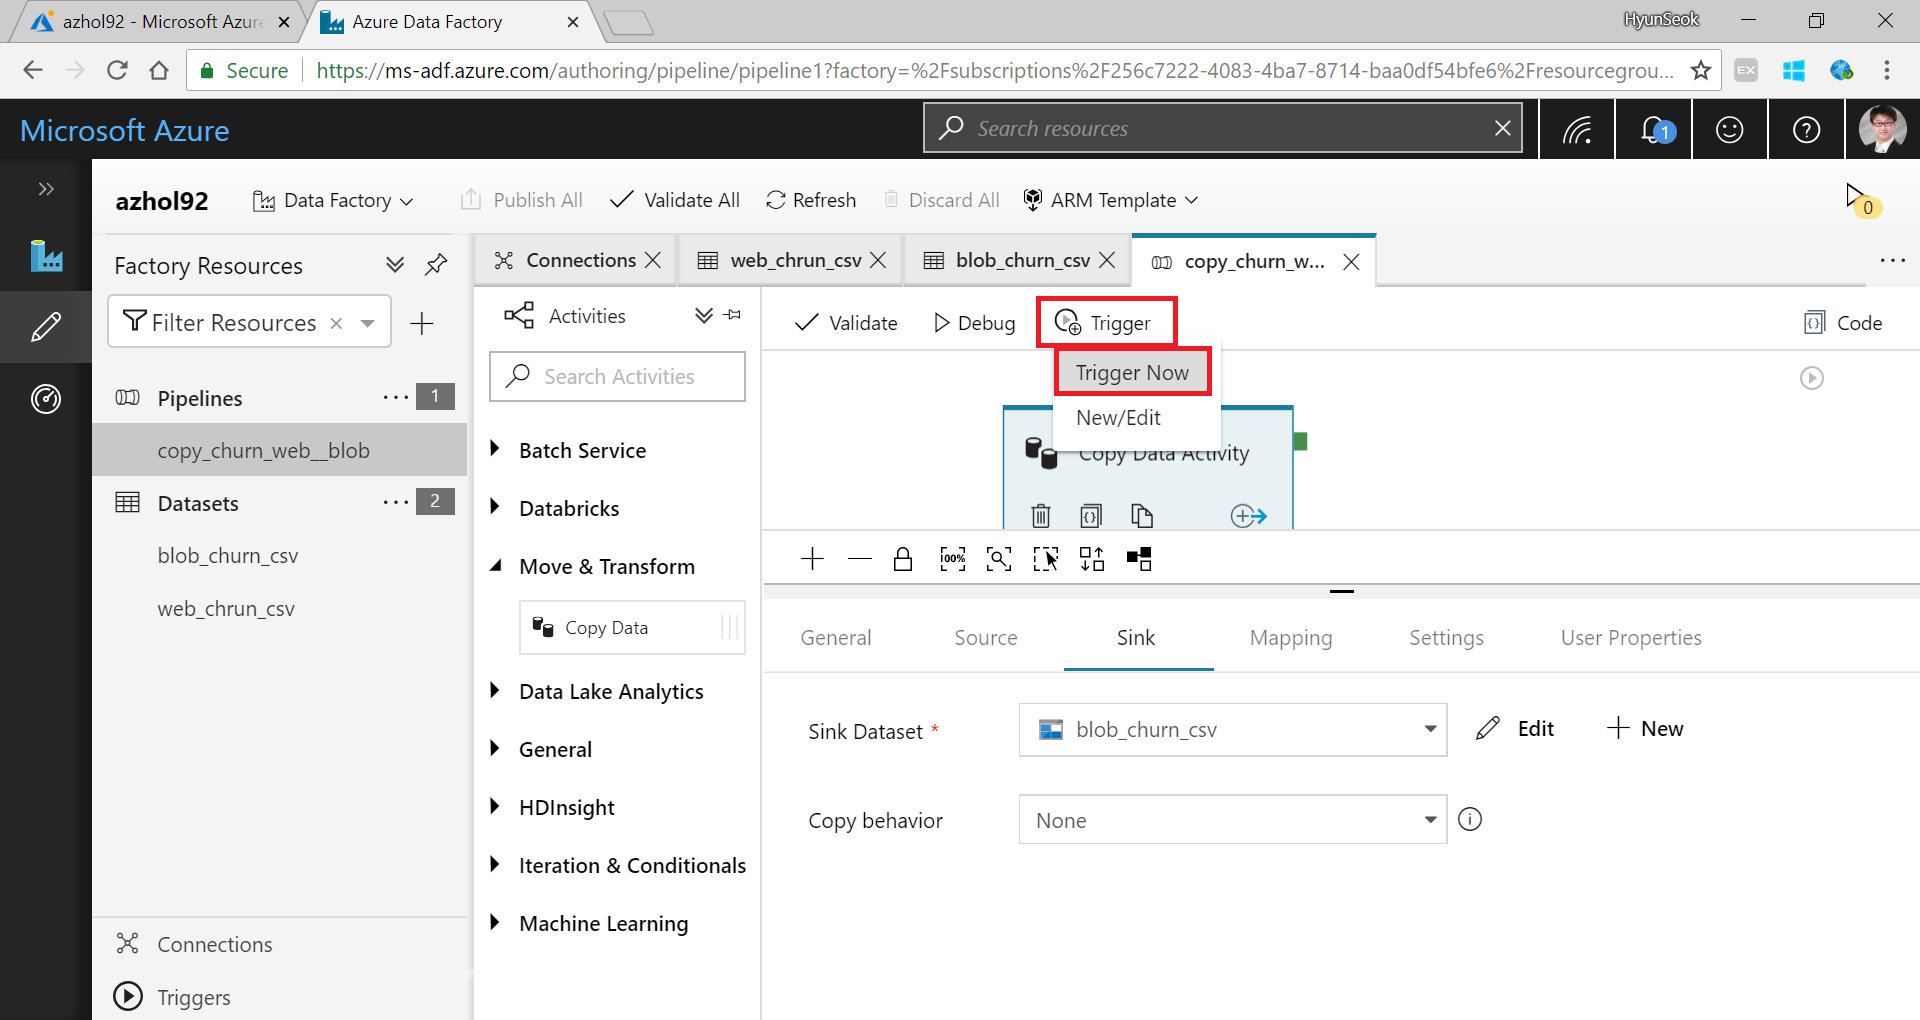 azhol92 - Microsoft Azur
Azure Data Factory
HyunSeok
Secure
https://ms-adf.azure.com/authoring/pipeline/pipeline1?factory=%2Fsubscriptions%2F256c7222-4083-4ba7-8714-baa0df54bfe6%2Fresourcegrou...
EX
Microsoft Azure
Search resources
1
azhol92
Data Factory
Publish All
Validate All
Refresh
Discard All
ARM Template
0
Factory Resources
Connections
web_chrun_csv
blob_churn_csv
copy_churn_w...
Filter Resources
Pipelines
1
copy_churn_web__blob
Datasets
2
blob_churn_csv
web_chrun_csv
Connections
Triggers
Activities
Search Activities
Batch Service
Databricks
Move & Transform
Copy Data
Data Lake Analytics
General
HDInsight
Iteration & Conditionals
Machine Learning
Validate
Debug
Trigger
Code
Trigger Now
New/Edit
Copy Data Activity
100%
General
Source
Sink
Mapping
Settings
User Properties
Sink Dataset *
blob_churn_csv
Edit
New
Copy behavior
None